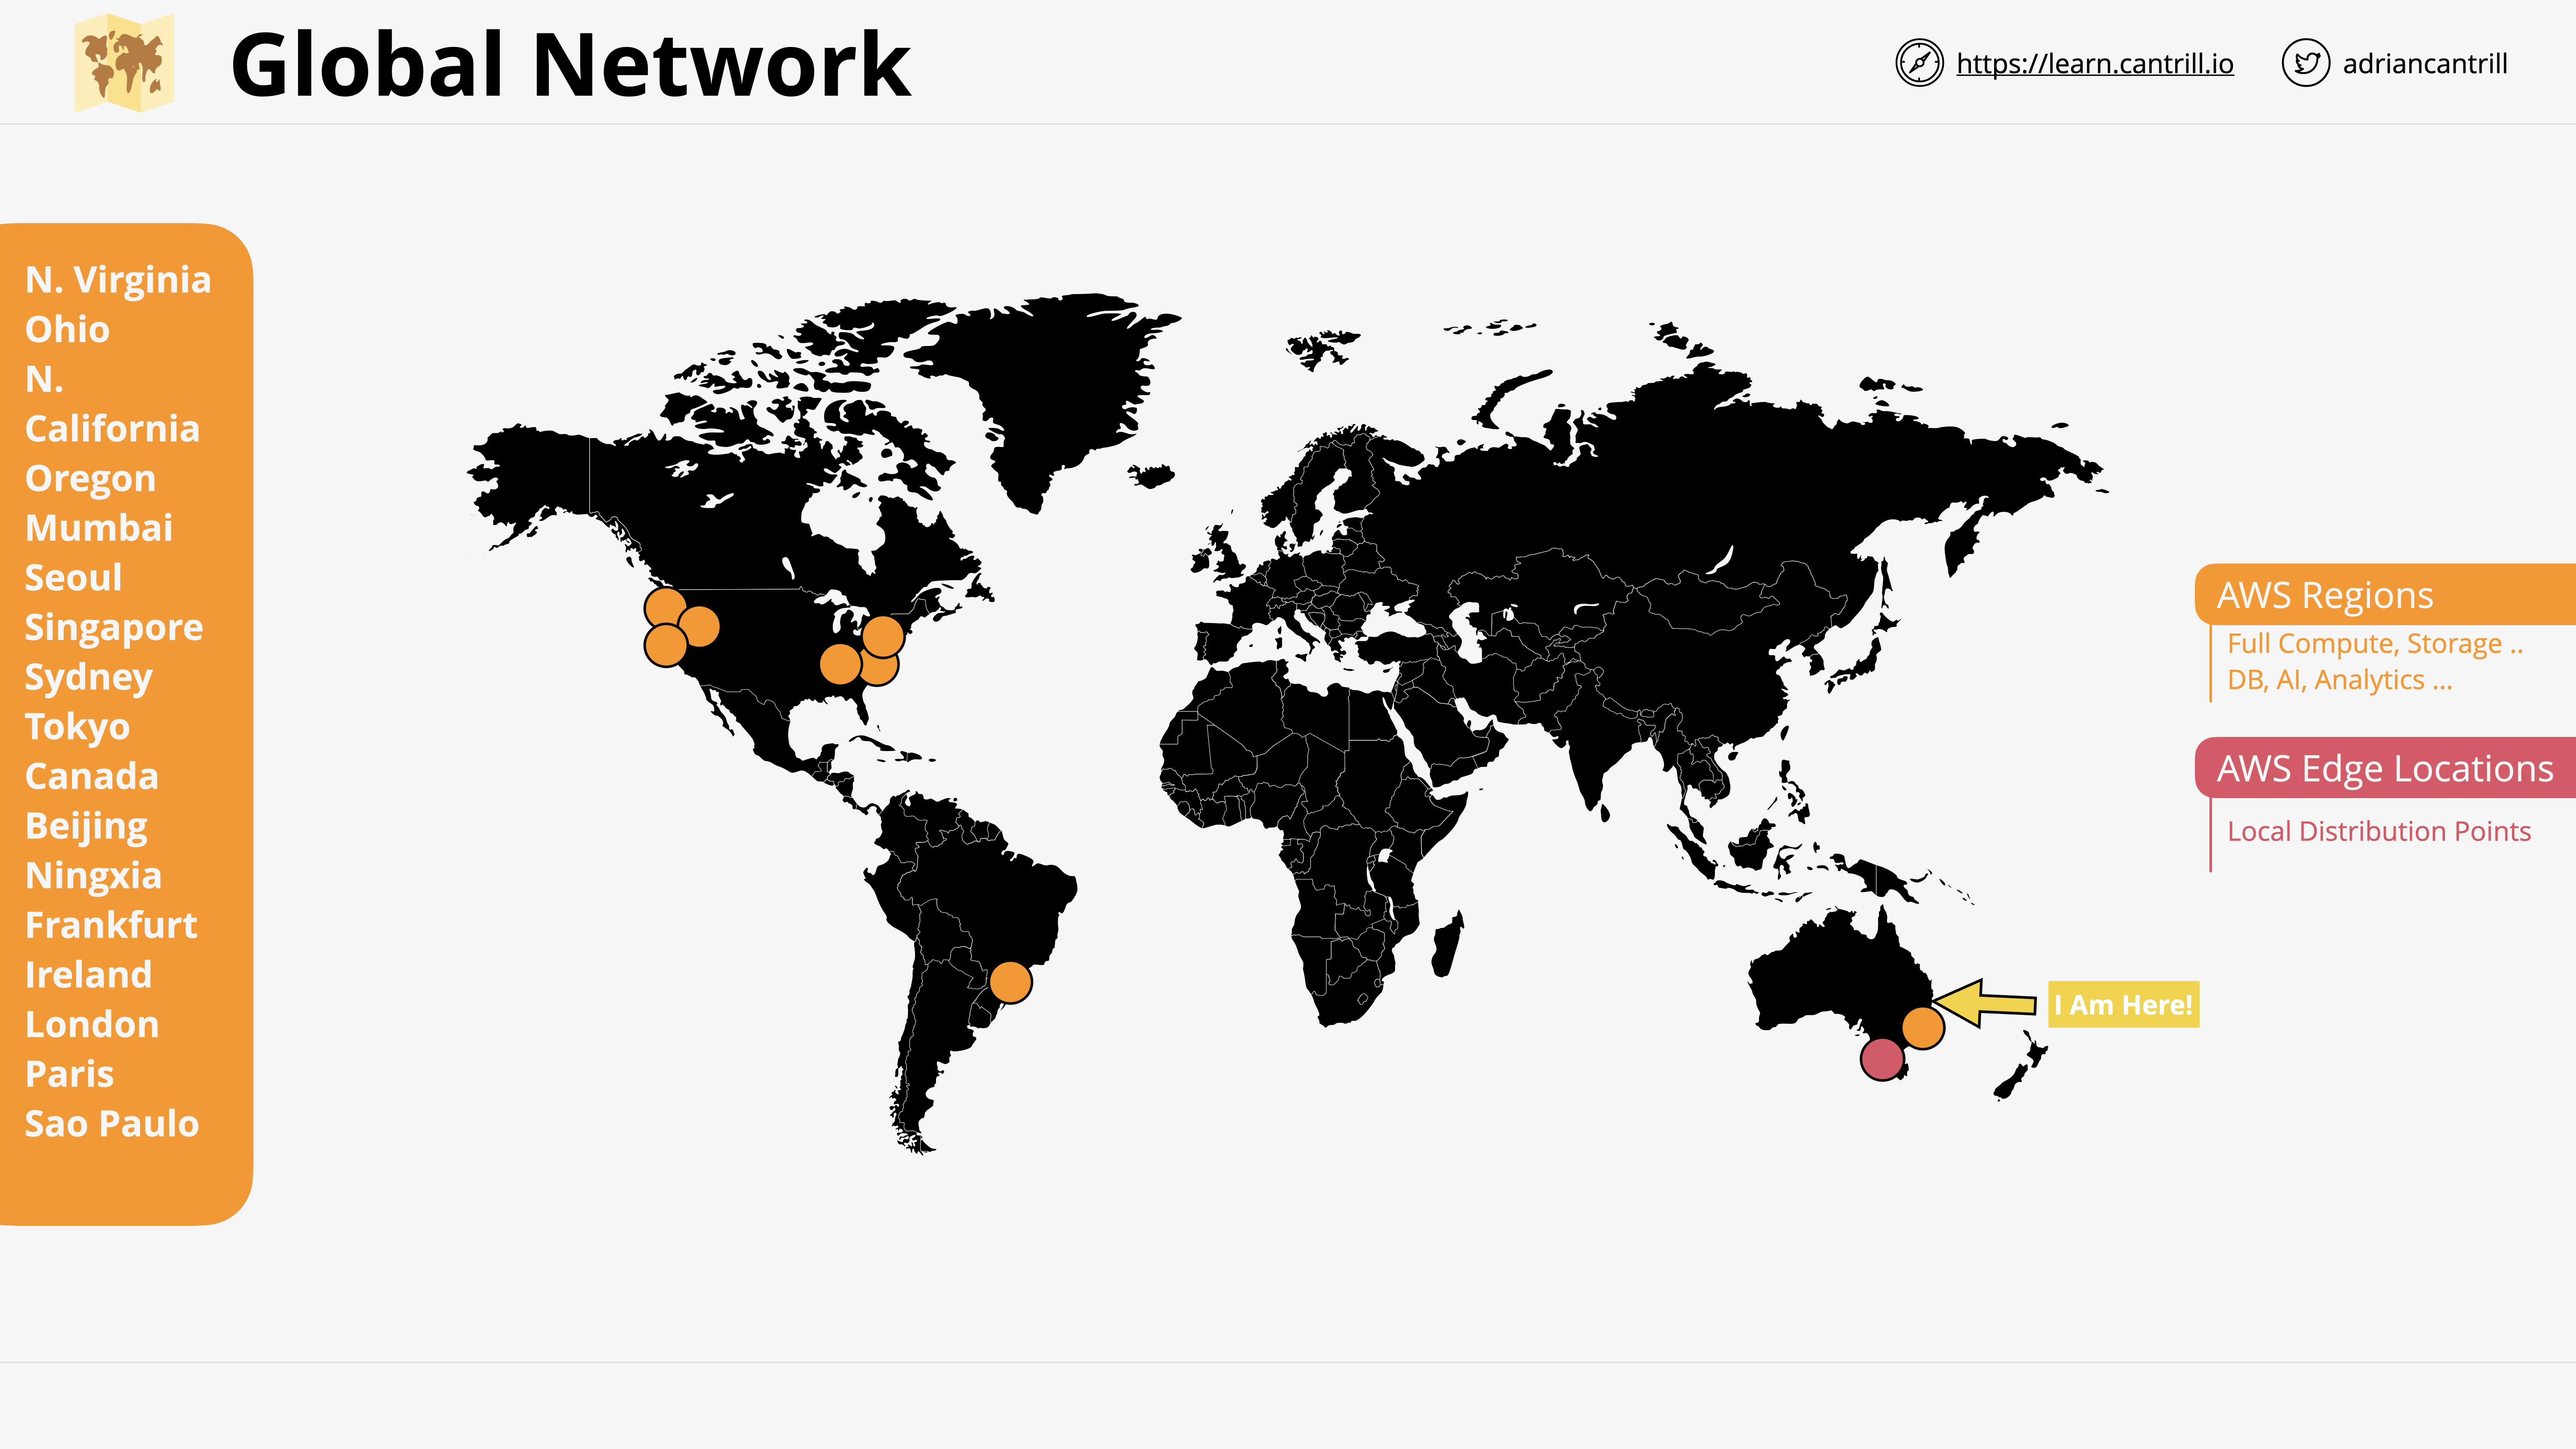 Global Network
https://learn.cantrill.io
adriancantrill
N. Virginia
Ohio
N.
California
Oregon
Mumbai
Seoul
Singapore
Sydney
Tokyo
Canada
Beijing
Ningxia
Frankfurt
Ireland
London
Paris
Sao Paulo
I Am Here!
AWS Regions
Full Compute, Storage ..
DB, AI, Analytics ...
AWS Edge Locations
Local Distribution Points